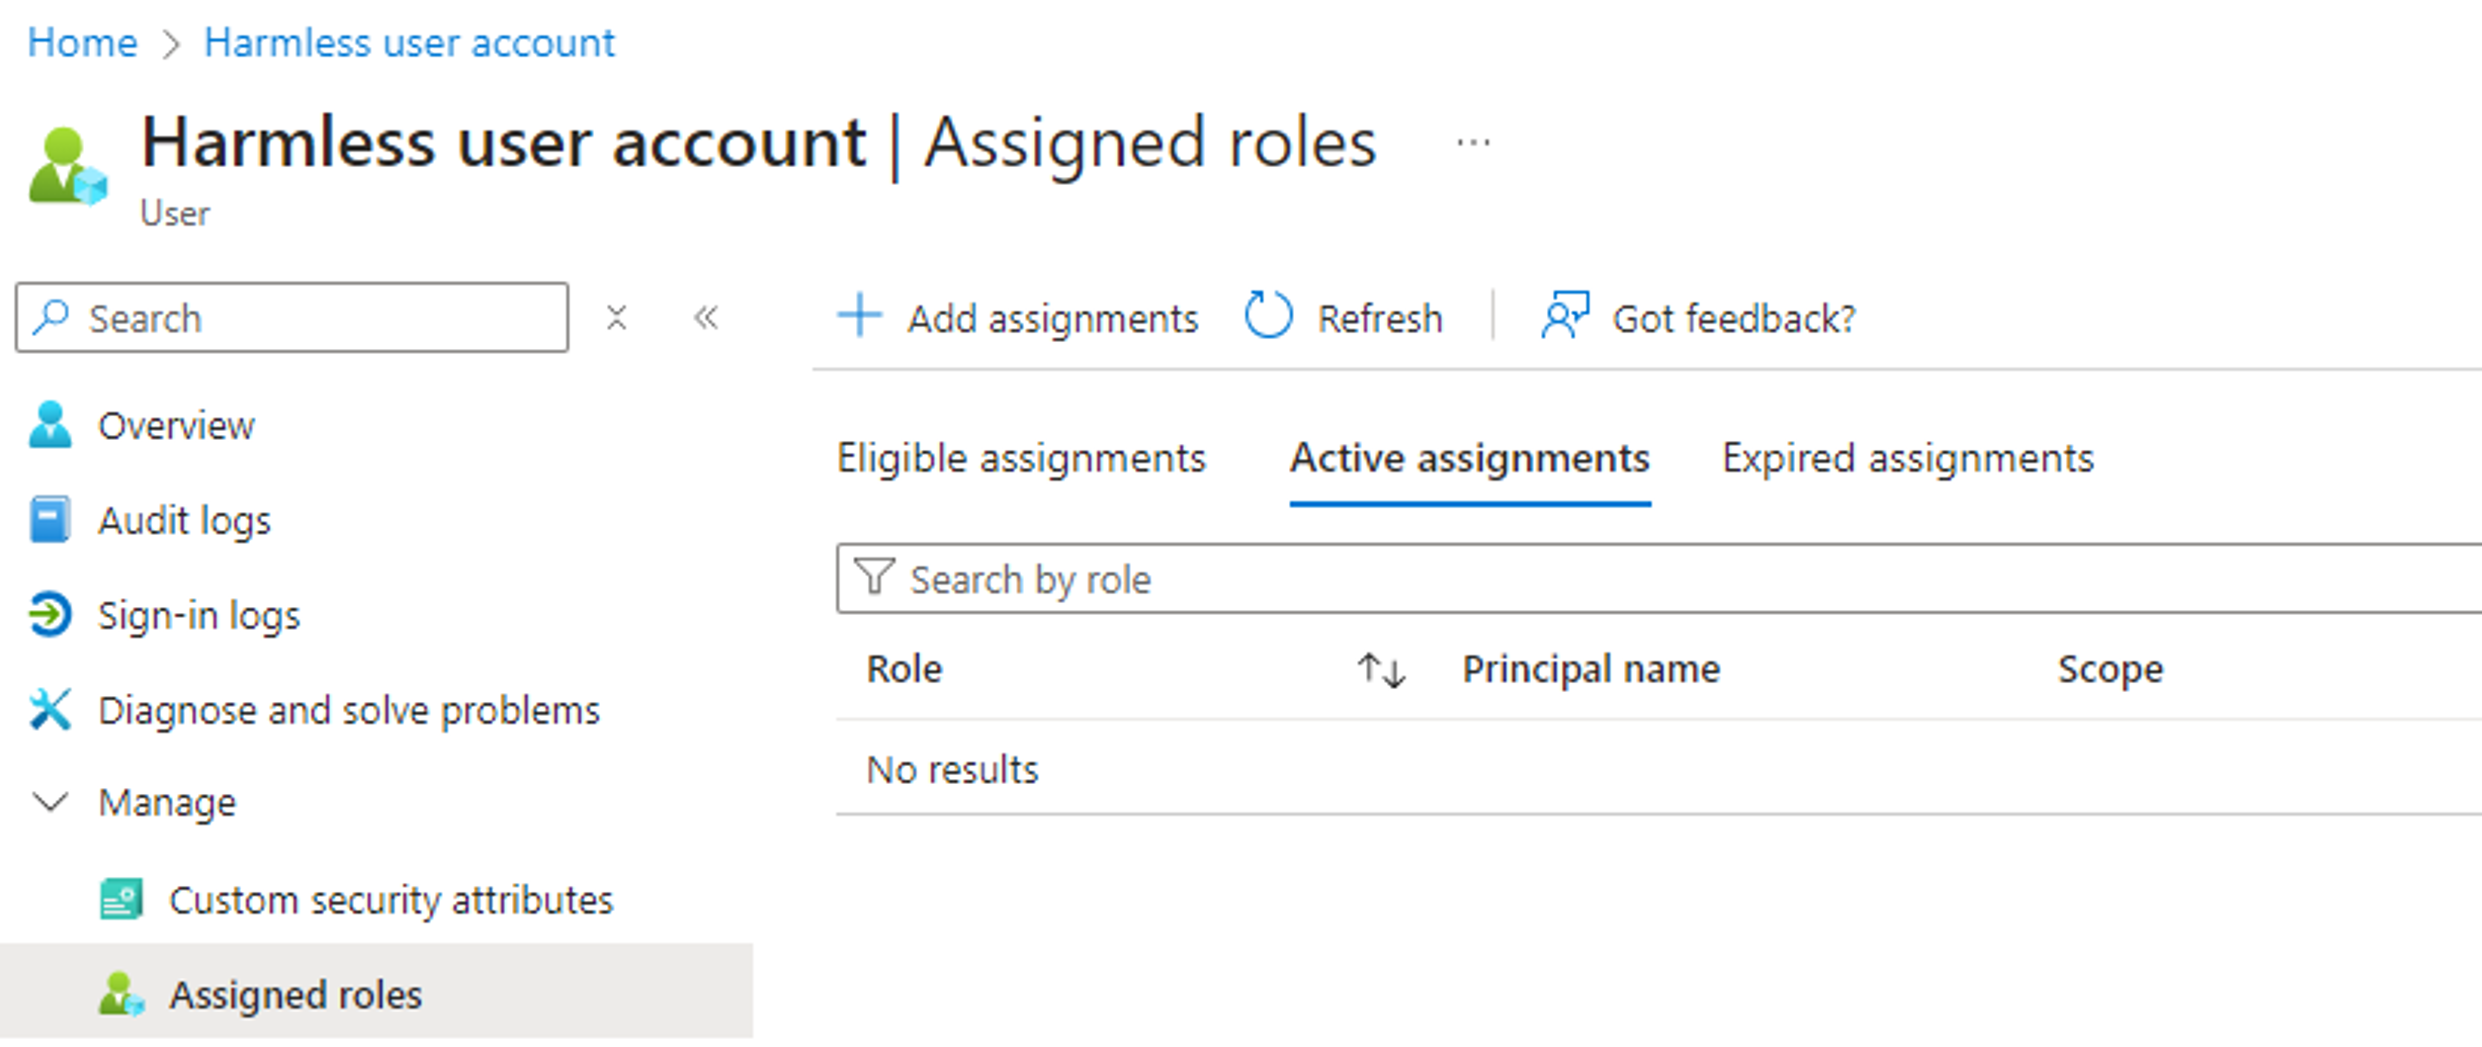 Home > Harmless user account
Harmless user account | Assigned roles ...
User
Search
Add assignments Refresh Got feedback?
Overview
Audit logs
Sign-in logs
Diagnose and solve problems
Manage
Custom security attributes
Assigned roles
Eligible assignments Active assignments Expired assignments
Search by role
Role Principal name Scope
No results